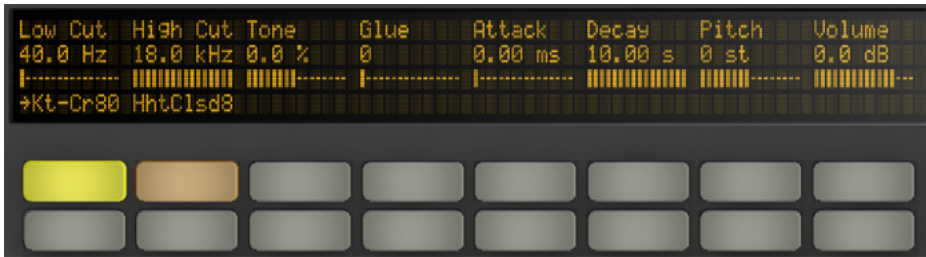 Low Cut High Cut Tone Glue Attack Decay Pitch Volume
40.0 Hz 18.0 kHz 0.0 % 0 0.00 ms 10.00 s 0 st 0.0 dB
→Kt-Cr80 HhtClsd8